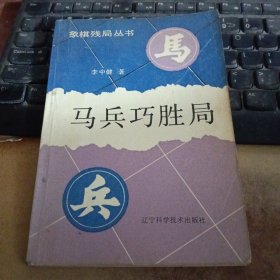 象棋残局丛书
馬
李中健 著
马兵巧胜局
兵
辽宁科学技术出版社